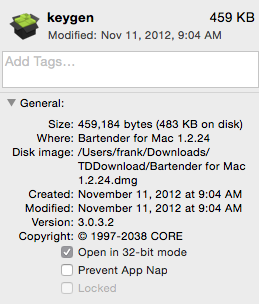 keygen 459 KB
Modified: Nov 11, 2012, 9:04 AM
Add Tags…
General:
Size: 459,184 bytes (483 KB on disk)
Where: Bartender for Mac 1.2.24
Disk image: /Users/frank/Downloads/
TDDownload/Bartender for Mac
1.2.24.dmg
Created: November 11, 2012 at 9:04 AM
Modified: November 11, 2012 at 9:04 AM
Version: 3.0.3.2
Copyright: © 1997-2038 CORE
Open in 32-bit mode
Prevent App Nap
Locked